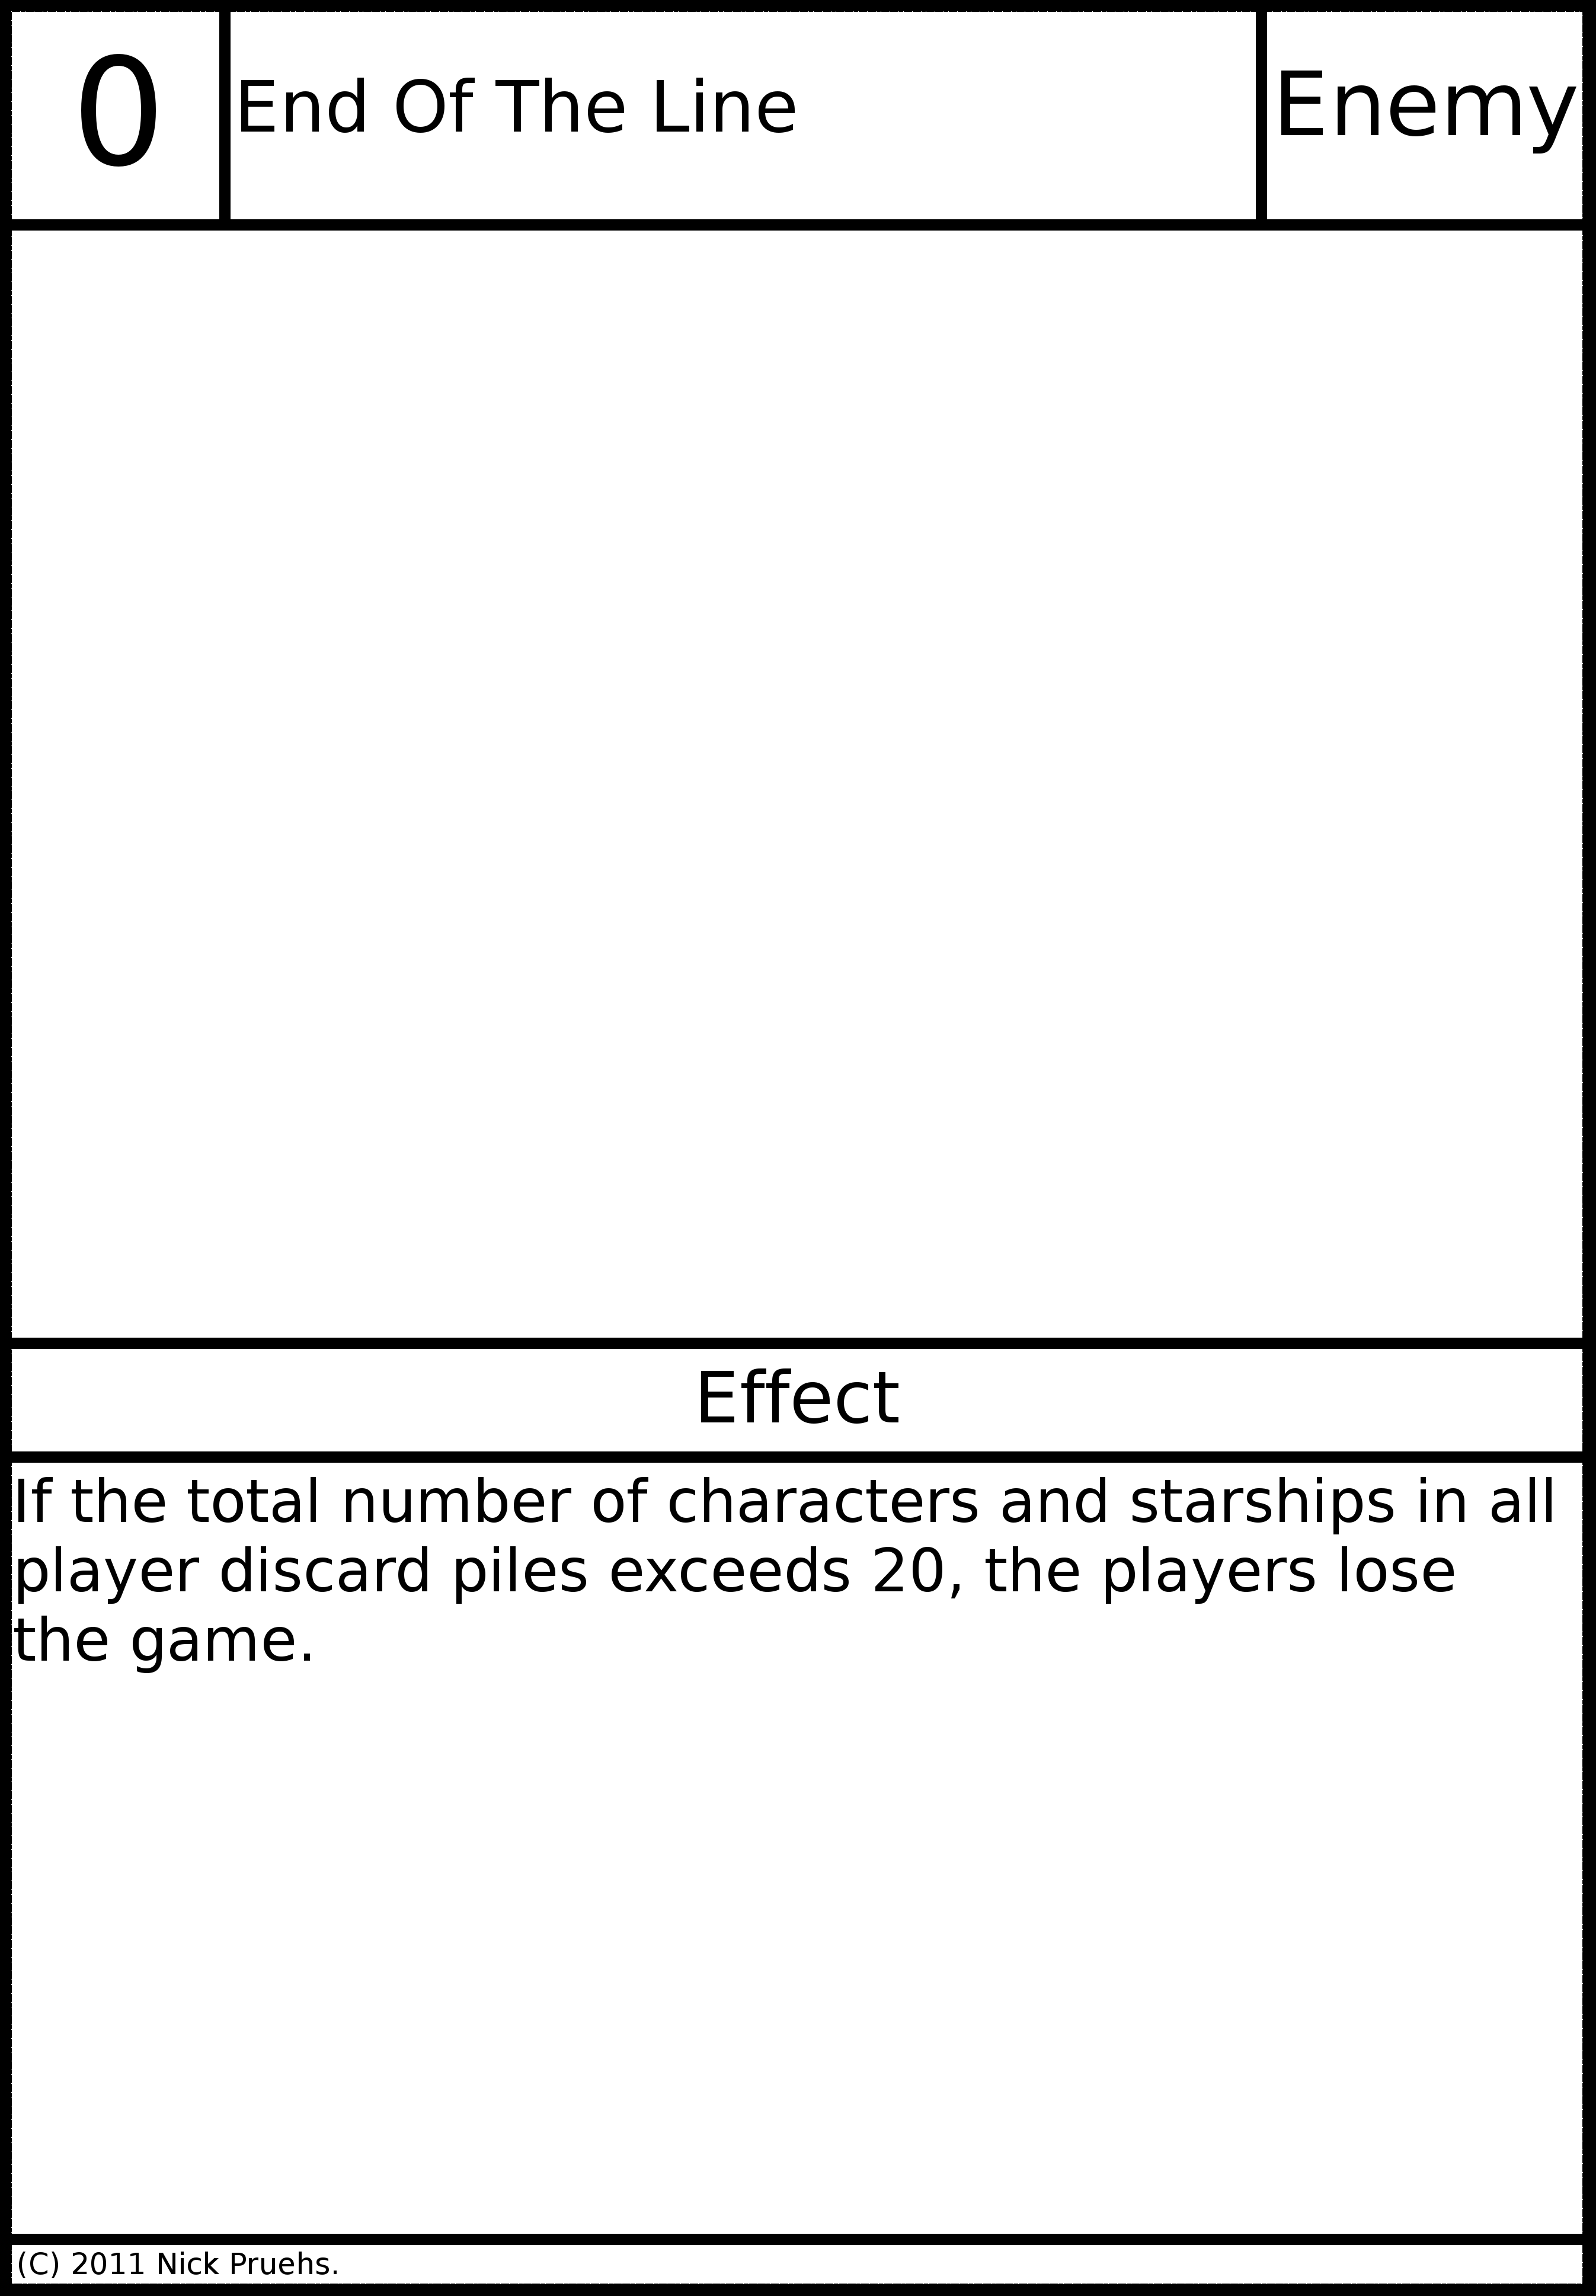 0
End Of The Line
Enemy
Effect
If the total number of characters and starships in all
player discard piles exceeds 20, the players lose
the game.
(C) 2011 Nick Pruehs.